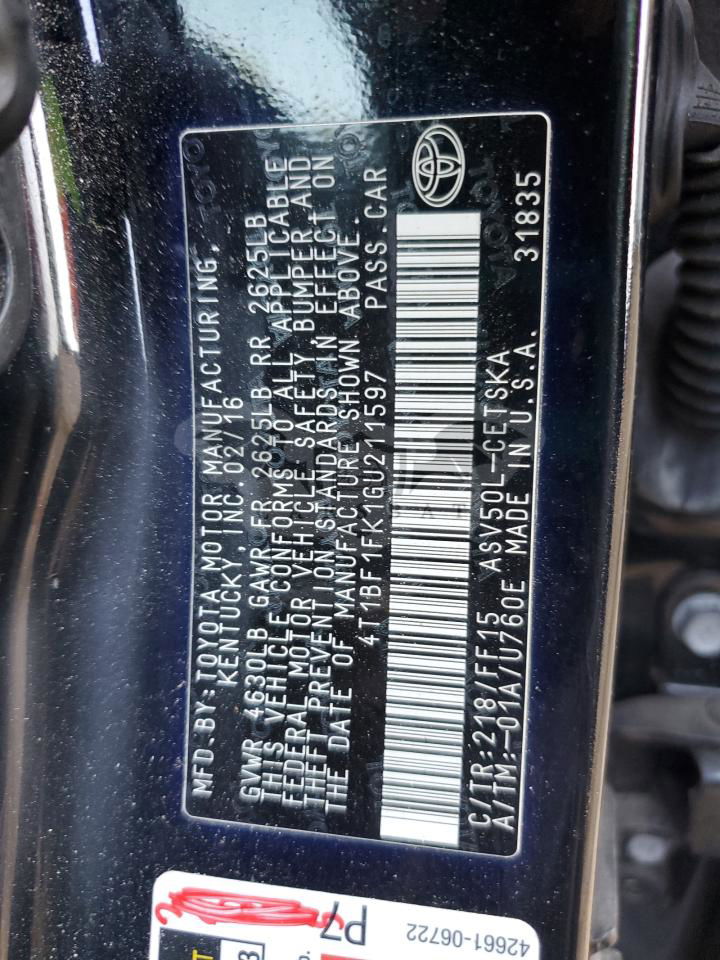 MFD.BY:TOYOTA MOTOR MANUFACTURING,
KENTUCKY, INC. 02/16
GVWR 4630LB GAWR FR 2625LB RR 2625LB
THIS VEHICLE CONFORMS TO ALL APPLICABLE
FEDERAL MOTOR VEHICLE SAFETY, BUMPER AND
THEFT PREVENTION STANDARDS IN EFFECT ON
THE DATE OF MANUFACTURE SHOWN ABOVE.
4T1BF1FK1GU211597 PASS.CAR
C/TR:218/FF15 ASV50L-CETSKA
A/TM:-01A/U760E MADE IN U.S.A. 31835
P7
42661-06722